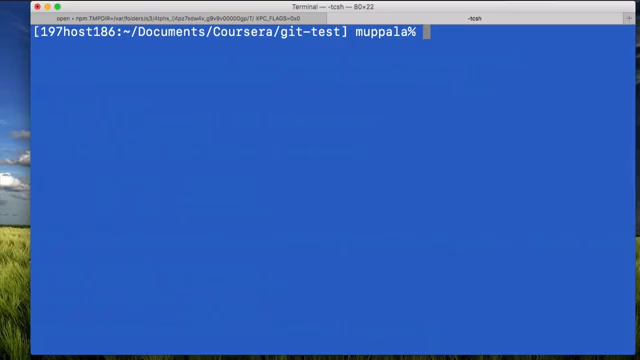 Terminal — -tcsh — 80×22
-tcsh
[197host186:~/Documents/Coursera/git-test] muppala%